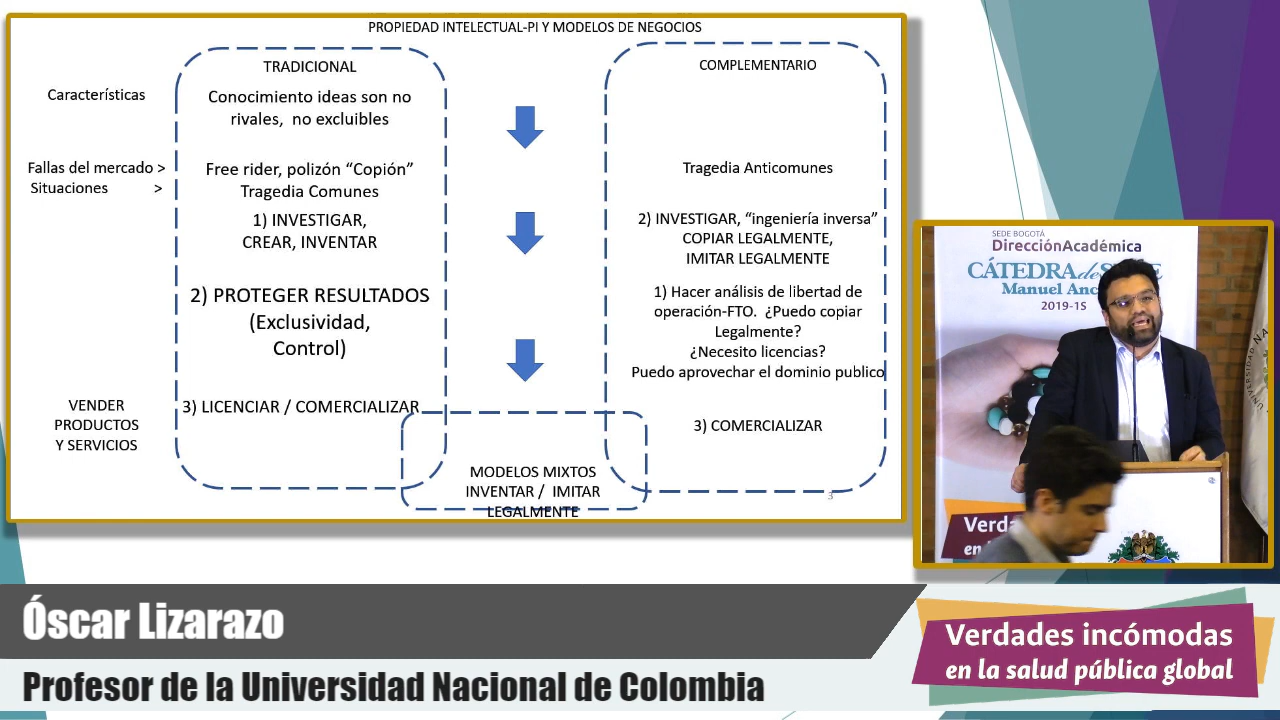 PROPIEDAD INTELECTUAL-PI Y MODELOS DE NEGOCIOS
TRADICIONAL
COMPLEMENTARIO
Características
Conocimiento ideas son no
rivales, no excluibles
Fallas del mercado >
Situaciones >
Free rider, polizón “Copión”
Tragedia Comunes
Tragedia Anticomunes
1) INVESTIGAR,
CREAR, INVENTAR
2) INVESTIGAR, “ingeniería inversa”
COPIAR LEGALMENTE,
IMITAR LEGALMENTE
2) PROTEGER RESULTADOS
(Exclusividad,
Control)
1) Hacer análisis de libertad de
operación-FTO. ¿Puedo copiar
Legalmente?
¿Necesito licencias?
Puedo aprovechar el dominio publico
VENDER
PRODUCTOS
Y SERVICIOS
3) LICENCIAR / COMERCIALIZAR
3) COMERCIALIZAR
MODELOS MIXTOS
INVENTAR / IMITAR
LEGALMENTE
3
SEDE BOGOTÁ
DirecciónAcadémica
CÁTEDRA de
Manuel
2019-1S
Óscar Lizarazo
Profesor de la Universidad Nacional de Colombia
Verdades incómodas
en la salud pública global